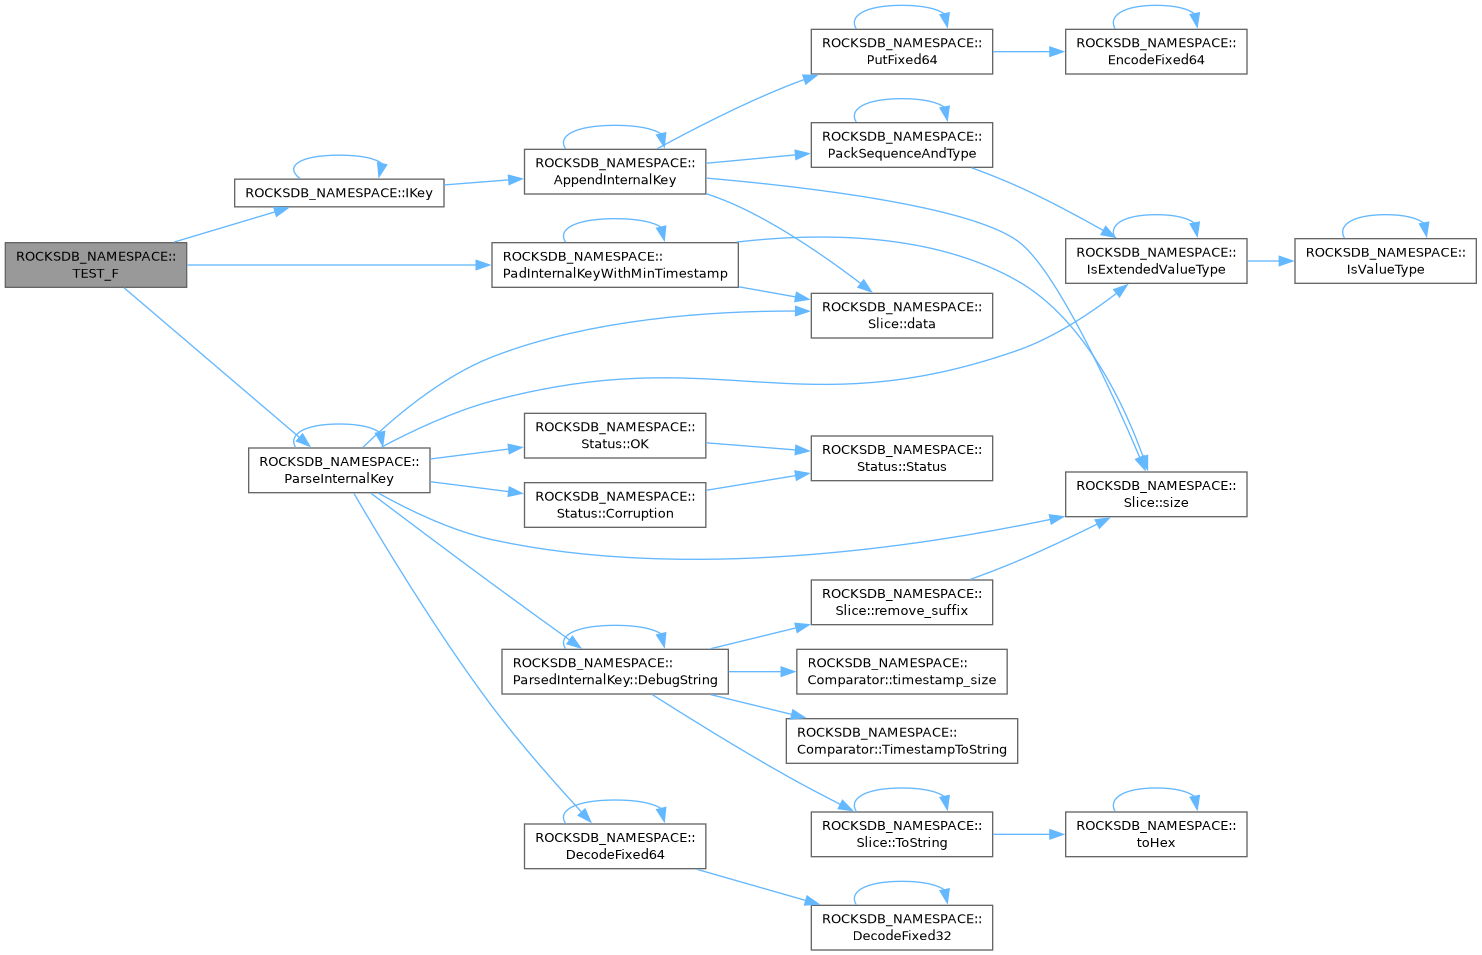 ROCKSDB_NAMESPACE::
PutFixed64
ROCKSDB_NAMESPACE::
EncodeFixed64
ROCKSDB_NAMESPACE::
PackSequenceAndType
ROCKSDB_NAMESPACE::
AppendInternalKey
ROCKSDB_NAMESPACE::IKey
ROCKSDB_NAMESPACE::
TEST_F
ROCKSDB_NAMESPACE::
PadInternalKeyWithMinTimestamp
ROCKSDB_NAMESPACE::
IsExtendedValueType
ROCKSDB_NAMESPACE::
IsValueType
ROCKSDB_NAMESPACE::
Slice::data
ROCKSDB_NAMESPACE::
Status::OK
ROCKSDB_NAMESPACE::
Status::Status
ROCKSDB_NAMESPACE::
ParseInternalKey
ROCKSDB_NAMESPACE::
Status::Corruption
ROCKSDB_NAMESPACE::
Slice::size
ROCKSDB_NAMESPACE::
Slice::remove_suffix
ROCKSDB_NAMESPACE::
ParsedInternalKey::DebugString
ROCKSDB_NAMESPACE::
Comparator::timestamp_size
ROCKSDB_NAMESPACE::
Comparator::TimestampToString
ROCKSDB_NAMESPACE::
Slice::ToString
ROCKSDB_NAMESPACE::
toHex
ROCKSDB_NAMESPACE::
DecodeFixed64
ROCKSDB_NAMESPACE::
DecodeFixed32